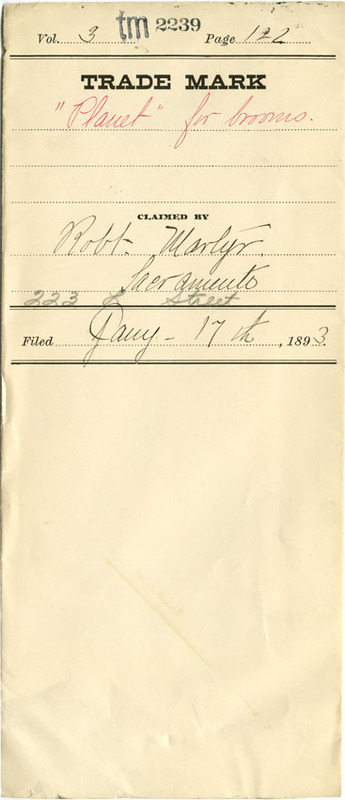 Vol. 3 tm 2239 Page 122
TRADE MARK
"Planet" for brooms.
CLAIMED BY
Robt. Martyr.
Sacramento
223 L Street
Filed Jany - 17th, 1893